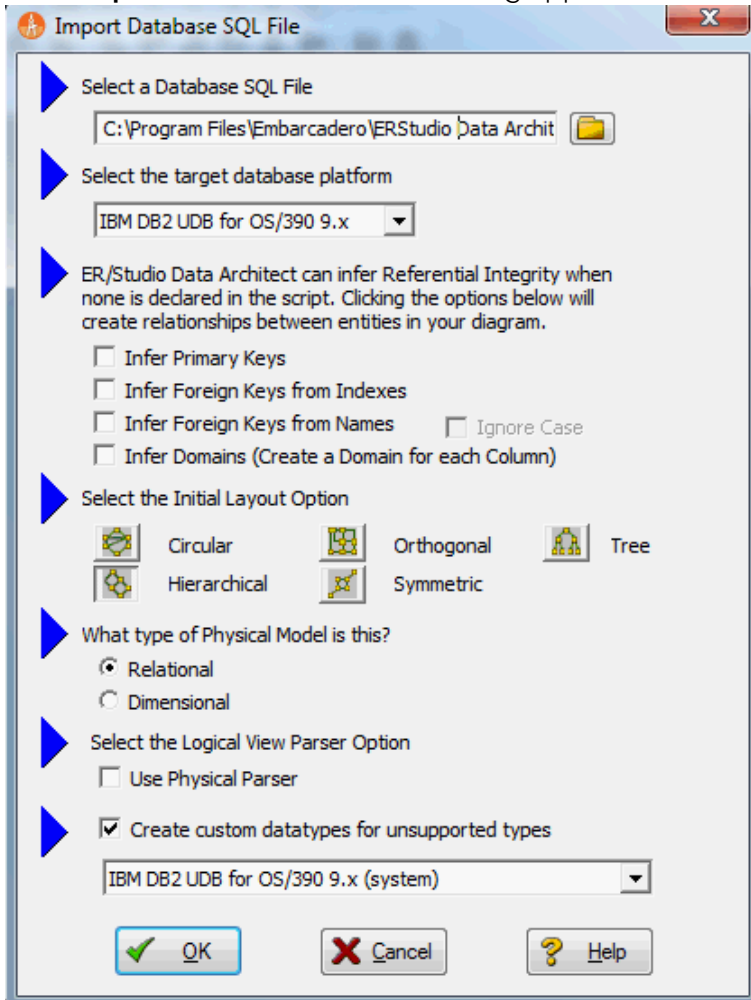 Import Database SQL File
Select a Database SQL File
C:\Program Files\Embarcadero\ERStudio Data Archit
Select the target database platform
IBM DB2 UDB for OS/390 9.x
ER/Studio Data Architect can infer Referential Integrity when
none is declared in the script. Clicking the options below will
create relationships between entities in your diagram.
Infer Primary Keys
Infer Foreign Keys from Indexes
Infer Foreign Keys from Names Ignore Case
Infer Domains (Create a Domain for each Column)
Select the Initial Layout Option
Circular Orthogonal Tree
Hierarchical Symmetric
What type of Physical Model is this?
Relational
Dimensional
Select the Logical View Parser Option
Use Physical Parser
Create custom datatypes for unsupported types
IBM DB2 UDB for OS/390 9.x (system)
OK Cancel Help